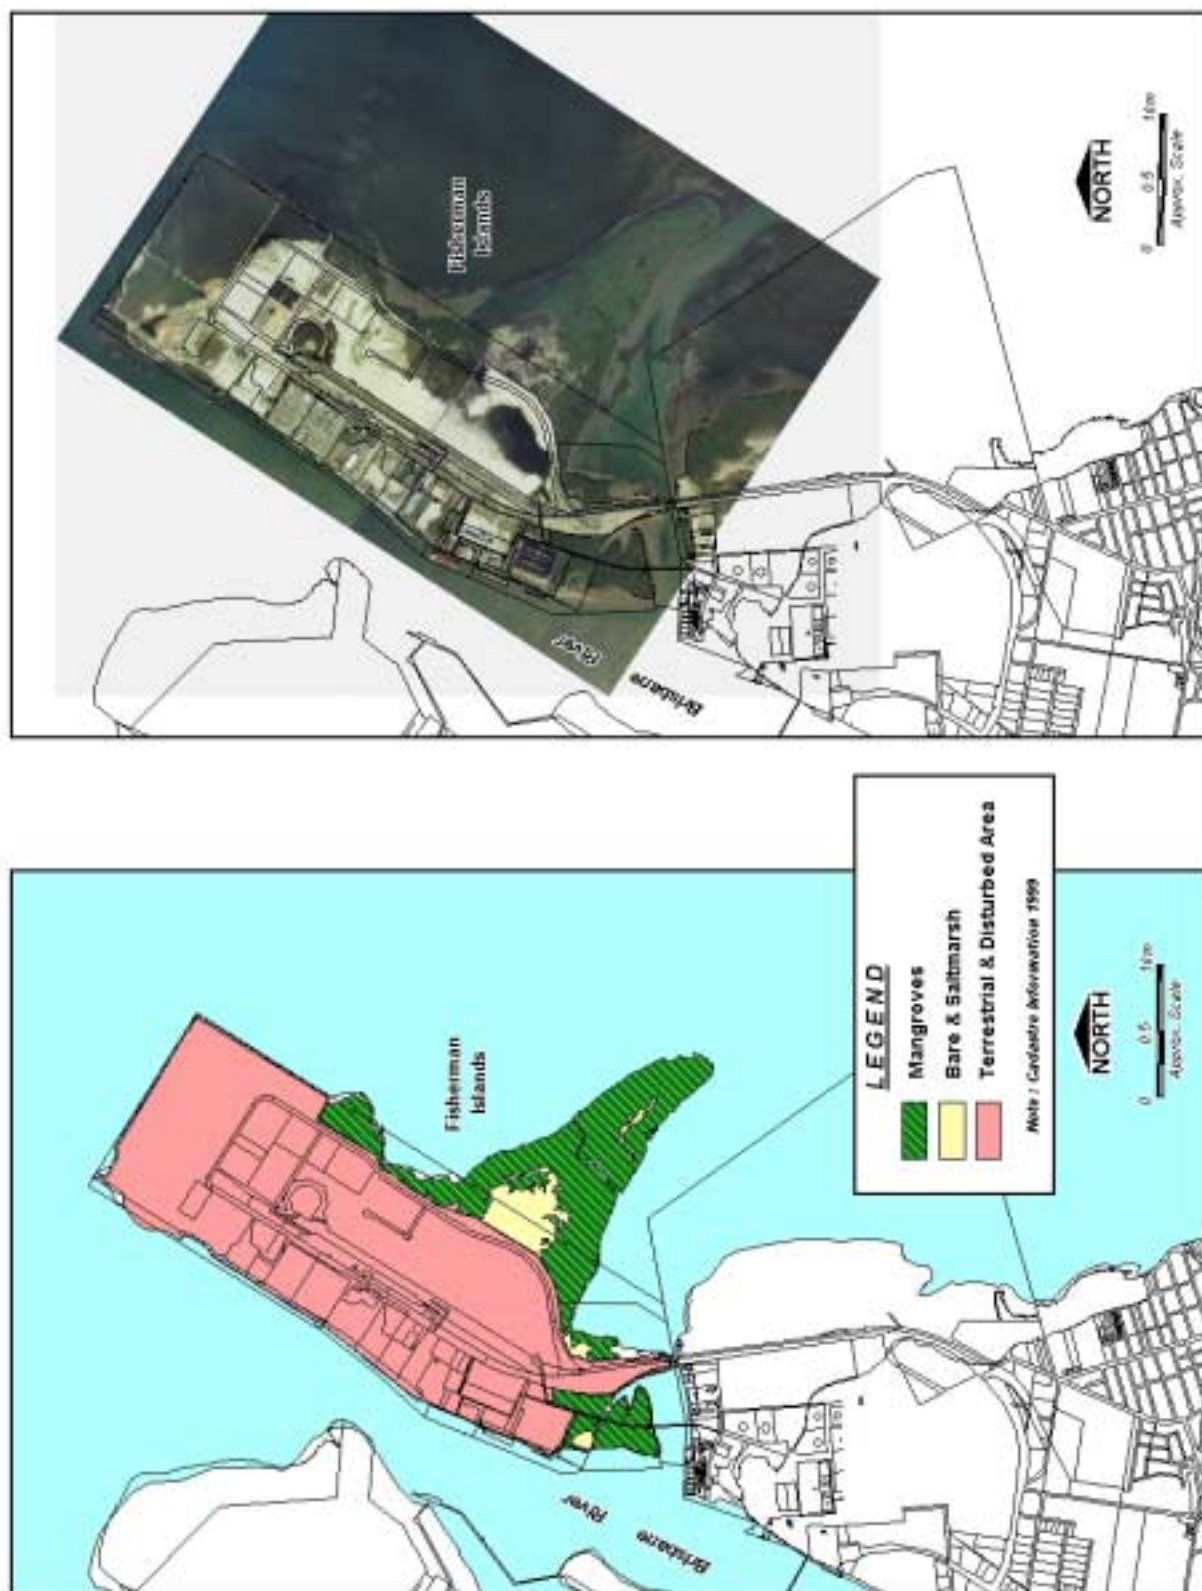 Fisherman
Islands
River
Brisbane
NORTH
0 0.5 1km
Approx. Scale
LEGEND
Mangroves
Bare & Saltmarsh
Terrestrial & Disturbed Area
Note : Cadastre Information 1999
Fisherman
Islands
River
Brisbane
NORTH
0 0.5 1km
Approx. Scale